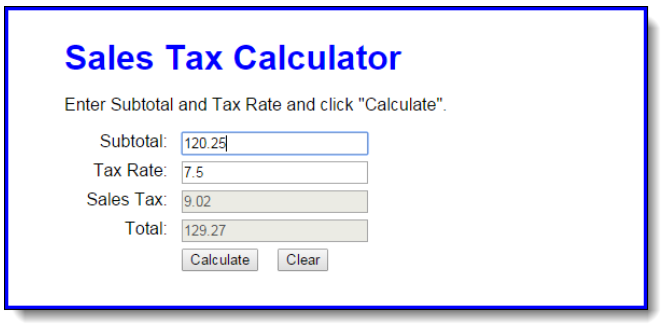 Sales Tax Calculator
Enter Subtotal and Tax Rate and click "Calculate".
Subtotal: 120.25
Tax Rate: 7.5
Sales Tax: 9.02
Total: 129.27
Calculate Clear